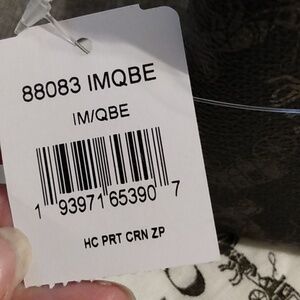 88083 IMQBE
IM/QBE
1 93971 65390 7
HC PRT CRN ZP